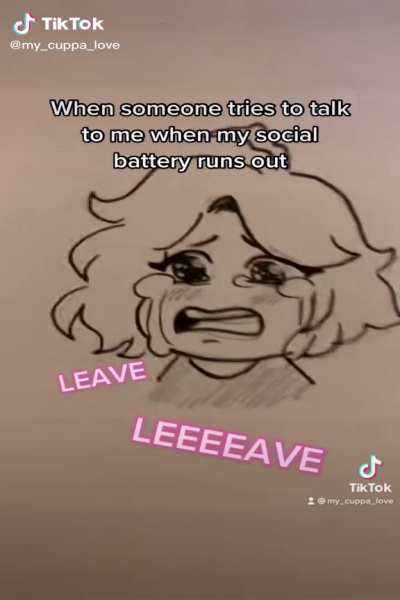 TikTok
@my_cuppa_love
When someone tries to talk
to me when my social
battery runs out
LEAVE
LEEEEAVE
TikTok
@my_cuppa_love